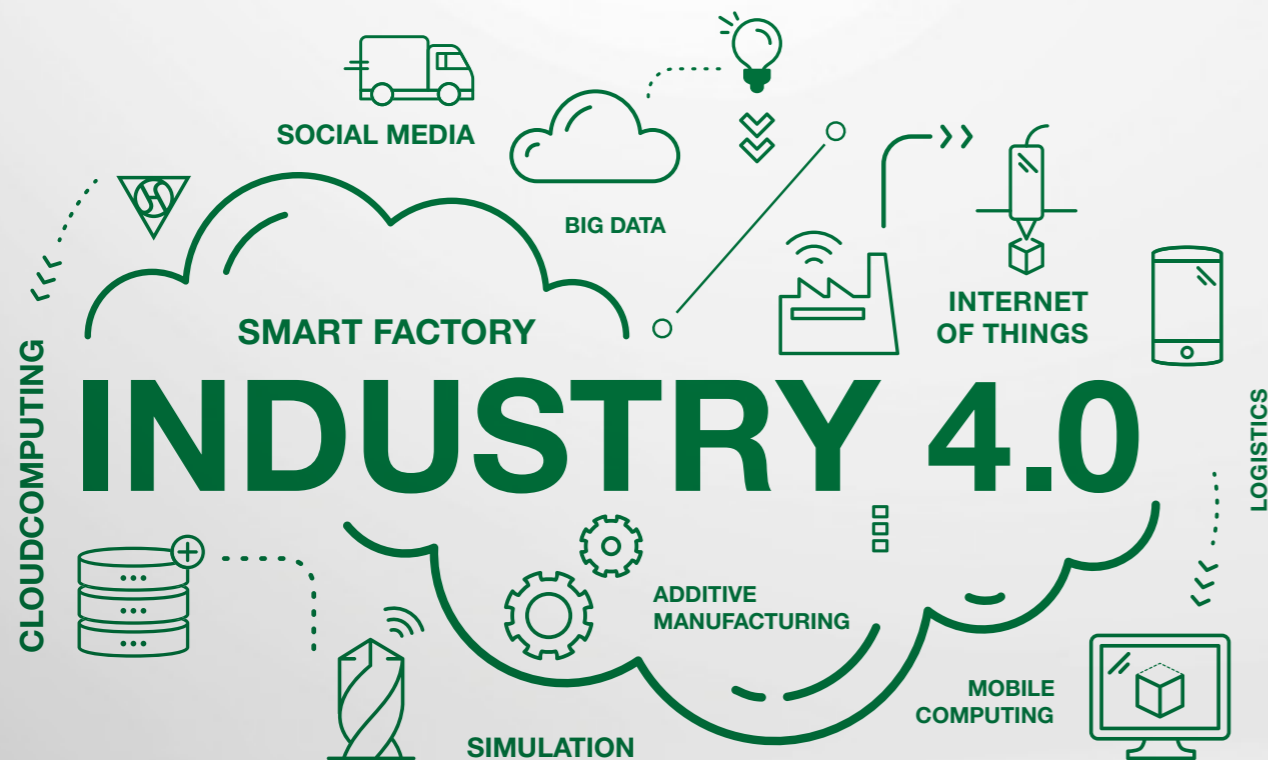 SOCIAL MEDIA
BIG DATA
INTERNET
OF THINGS
SMART FACTORY
INDUSTRY 4.0
CLOUDCOMPUTING
LOGISTICS
ADDITIVE
MANUFACTURING
MOBILE
COMPUTING
SIMULATION